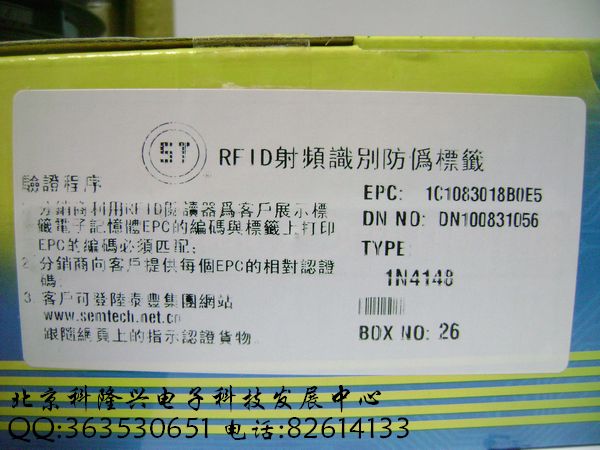 ST
RFID射頻識別防僞標籤
驗證程序
1. 分銷商利用RFID閱讀器爲客戶展示標
籤電子記憶體EPC的編碼與標籤上打印
EPC的編碼必須匹配;
2. 分銷商向客戶提供每個EPC的相對認證
碼;
3. 客戶可登陸泰豐集團網站
www.semtech.net.cn
跟隨網頁上的指示認證貨物.
EPC: 1C1083018B0E5
DN NO: DN100831056
TYPE
1N4148
BOX NO: 26
北京科隆兴电子科技发展中心
QQ:363530651 电话:82614133